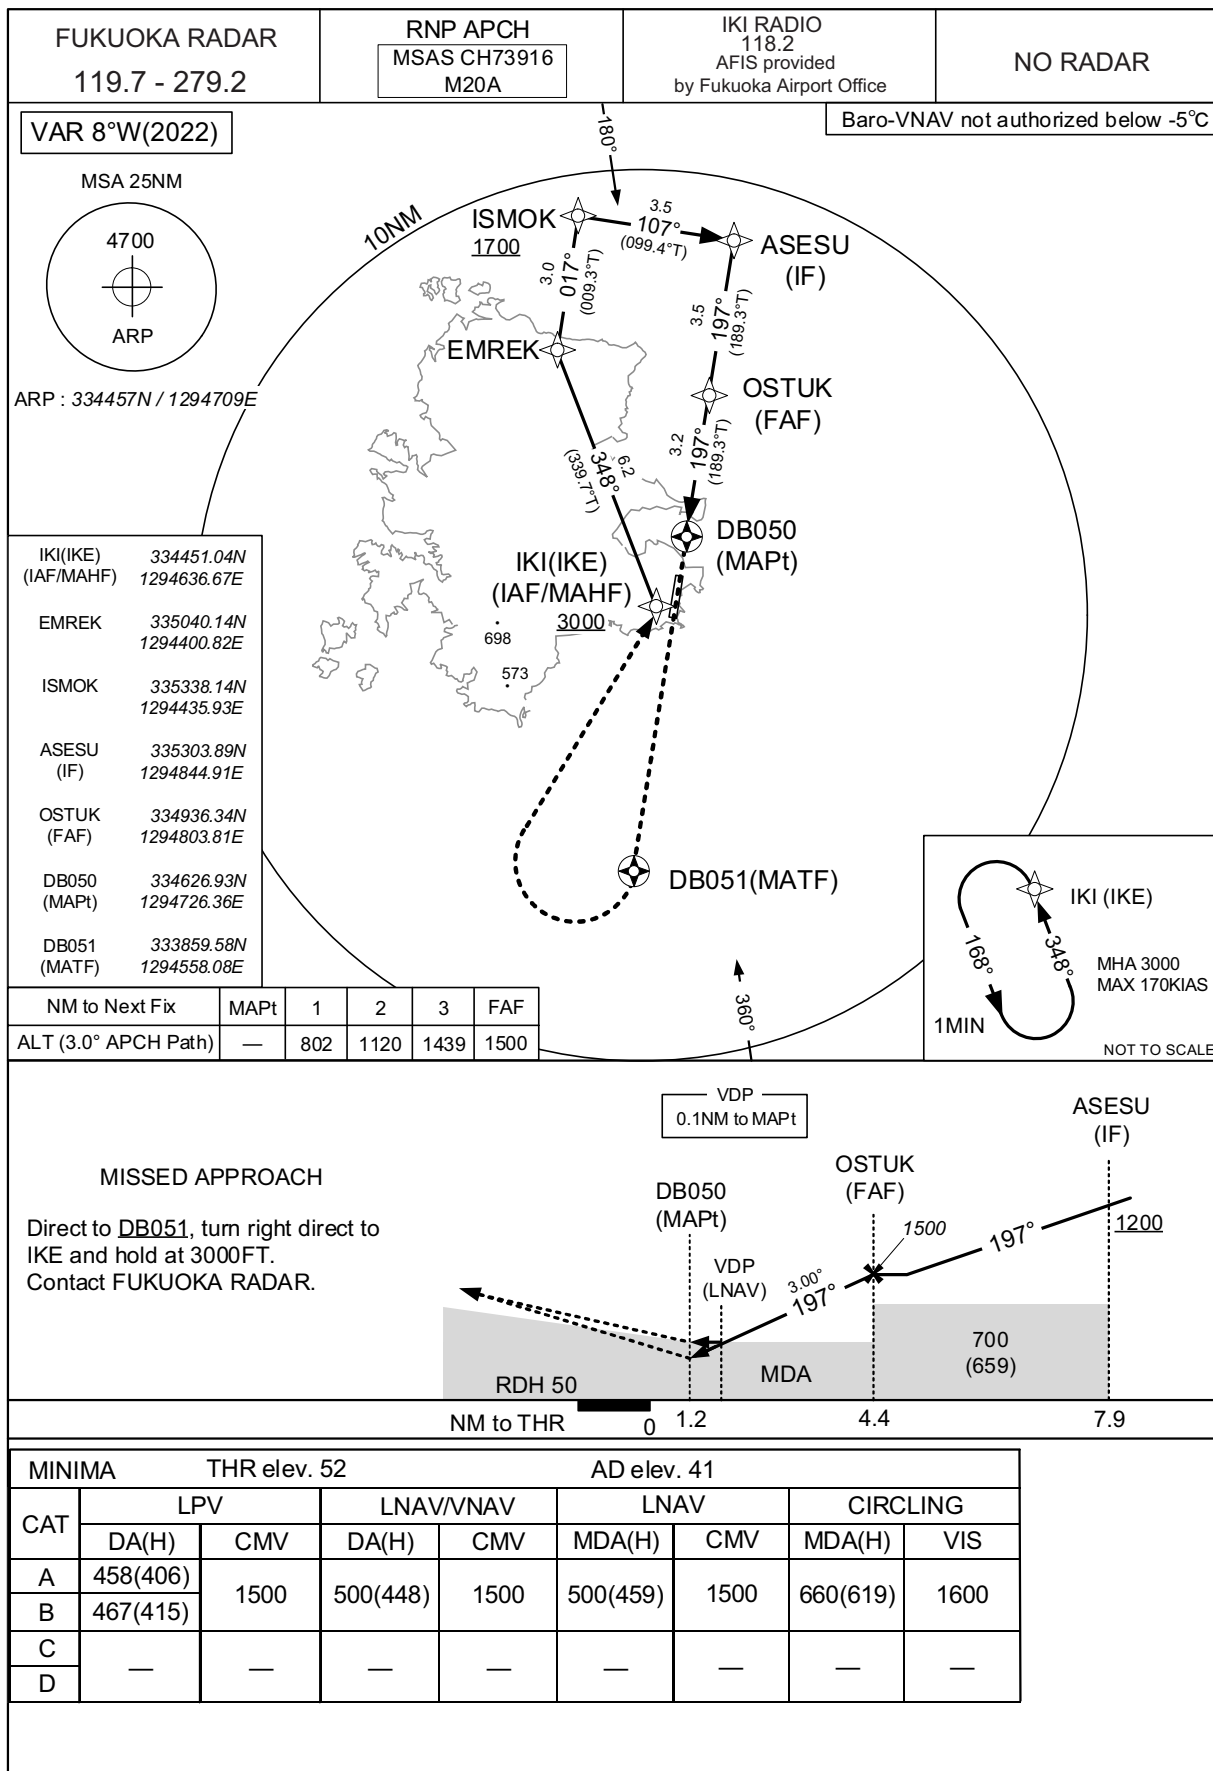 FUKUOKA RADAR
119.7 - 279.2
RNP APCH
MSAS CH73916
M20A
IKI RADIO
118.2
AFIS provided
by Fukuoka Airport Office
NO RADAR
VAR 8°W(2022)
Baro-VNAV not authorized below -5°C
MSA 25NM
4700
ARP
ARP : 334457N / 1294709E
10NM
180°
ISMOK
1700
3.5
107°
(099.4°T)
ASESU
(IF)
3.0
017°
(009.3°T)
3.5
197°
(189.3°T)
EMREK
OSTUK
(FAF)
6.2
348°
(339.7°T)
3.2
197°
(189.3°T)
DB050
(MAPt)
IKI(IKE)
(IAF/MAHF)
3000
698
573
DB051(MATF)
360°
IKI(IKE) 334451.04N
(IAF/MAHF) 1294636.67E
EMREK 335040.14N
1294400.82E
ISMOK 335338.14N
1294435.93E
ASESU 335303.89N
(IF) 1294844.91E
OSTUK 334936.34N
(FAF) 1294803.81E
DB050 334626.93N
(MAPt) 1294726.36E
DB051 333859.58N
(MATF) 1294558.08E
NM to Next Fix MAPt 1 2 3 FAF
ALT (3.0° APCH Path) — 802 1120 1439 1500
IKI (IKE)
168°
348°
MHA 3000
MAX 170KIAS
1MIN
NOT TO SCALE
VDP
0.1NM to MAPt
ASESU
(IF)
MISSED APPROACH
Direct to DB051, turn right direct to
IKE and hold at 3000FT.
Contact FUKUOKA RADAR.
OSTUK
(FAF)
DB050
(MAPt)
1500
197°
1200
VDP
(LNAV)
3.00°
197°
700
(659)
MDA
RDH 50
NM to THR 0 1.2 4.4 7.9
MINIMA THR elev. 52 AD elev. 41
CAT LPV LNAV/VNAV LNAV CIRCLING
DA(H) CMV DA(H) CMV MDA(H) CMV MDA(H) VIS
A 458(406) 1500 500(448) 1500 500(459) 1500 660(619) 1600
B 467(415)
C — — — — — — — —
D